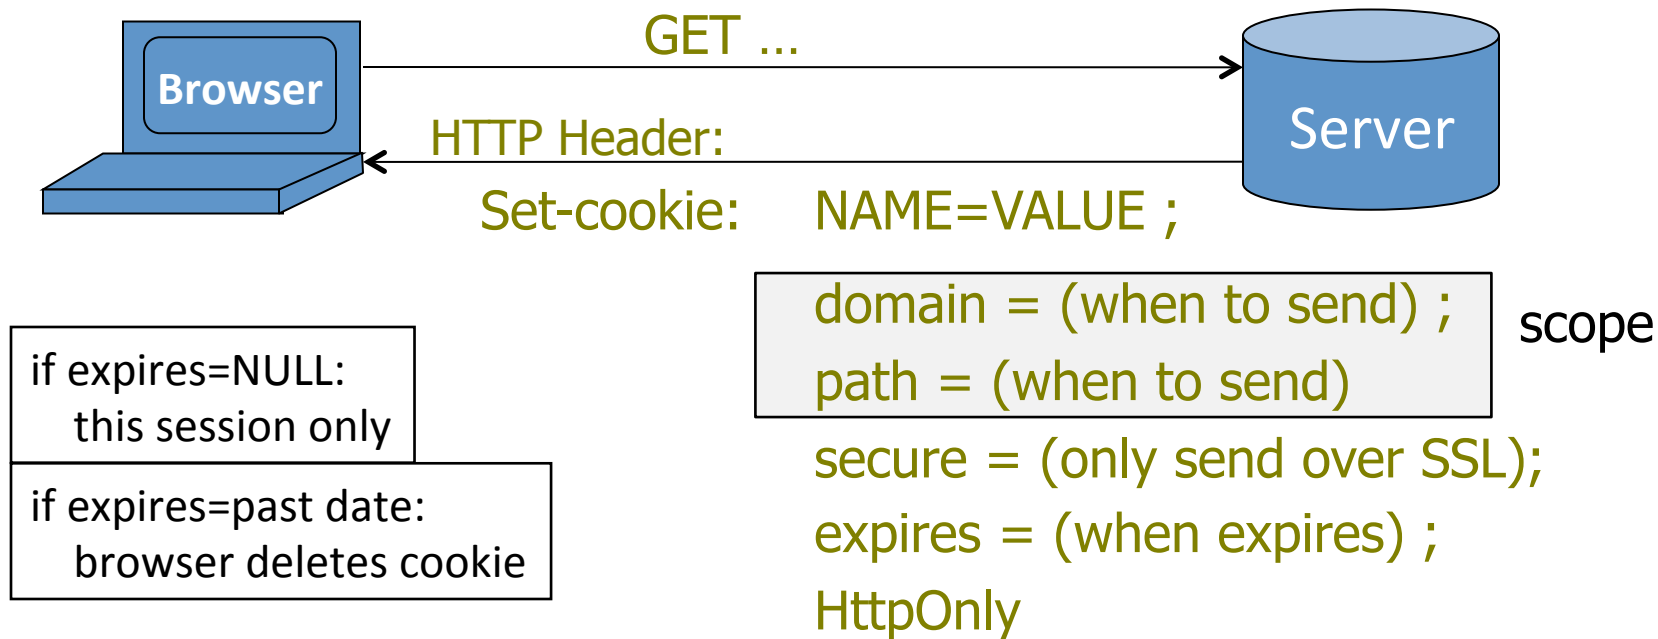 GET ...
Browser
Server
HTTP Header:
Set-cookie: NAME=VALUE ;
domain = (when to send) ;
scope
path = (when to send)
if expires=NULL:
this session only
secure = (only send over SSL);
if expires=past date:
browser deletes cookie
expires = (when expires) ;
HttpOnly